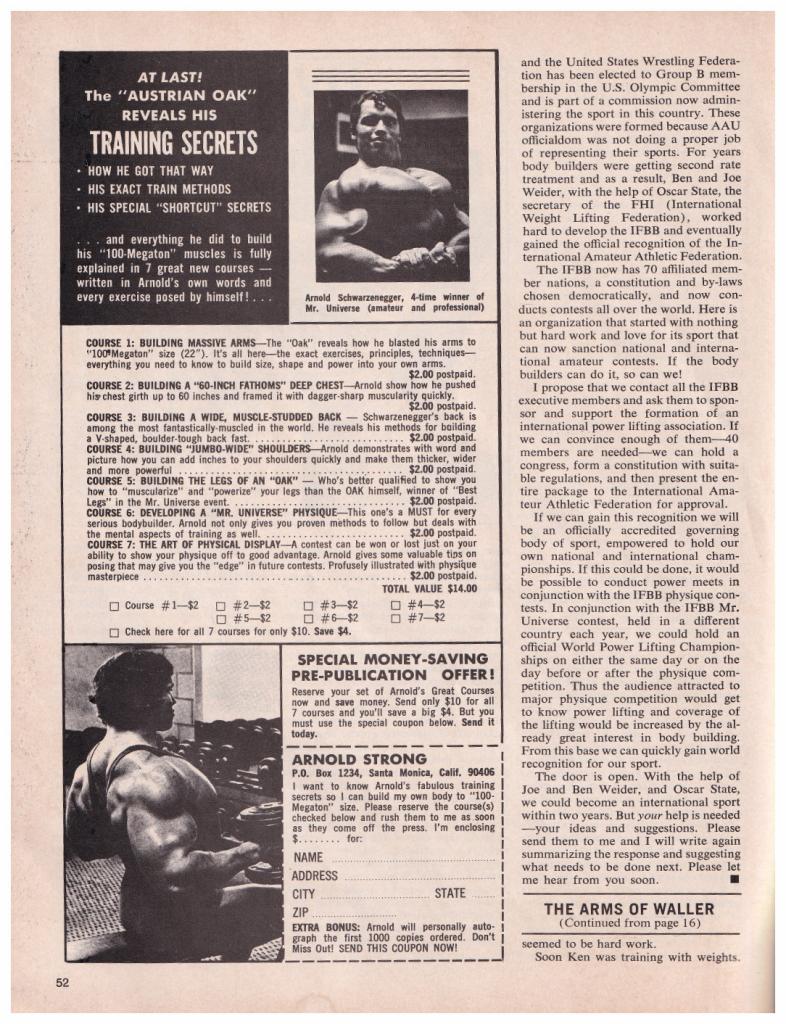 AT LAST!
The "AUSTRIAN OAK"
REVEALS HIS
TRAINING SECRETS
• HOW HE GOT THAT WAY
• HIS EXACT TRAIN METHODS
• HIS SPECIAL "SHORTCUT" SECRETS
. . . and everything he did to build
his "100-Megaton" muscles is fully
explained in 7 great new courses —
written in Arnold's own words and
every exercise posed by himself! . . .
Arnold Schwarzenegger, 4-time winner of
Mr. Universe (amateur and professional)
COURSE 1: BUILDING MASSIVE ARMS—The "Oak" reveals how he blasted his arms to
"100 Megaton" size (22"). It's all here—the exact exercises, principles, techniques—
everything you need to know to build size, shape and power into your own arms.
$2.00 postpaid.
COURSE 2: BUILDING A "60-INCH FATHOMS" DEEP CHEST—Arnold show how he pushed
his chest girth up to 60 inches and framed it with dagger-sharp muscularity quickly.
$2.00 postpaid.
COURSE 3: BUILDING A WIDE, MUSCLE-STUDDED BACK — Schwarzenegger's back is
among the most fantastically-muscled in the world. He reveals his methods for building
a V-shaped, boulder-tough back fast. . . . . . . . . . . . . . . . . . . . . . . . . . . $2.00 postpaid.
COURSE 4: BUILDING "JUMBO-WIDE" SHOULDERS—Arnold demonstrates with word and
picture how you can add inches to your shoulders quickly and make them thicker, wider
and more powerful . . . . . . . . . . . . . . . . . . . . . . . . . . . . . . . . . . . . . . . $2.00 postpaid.
COURSE 5: BUILDING THE LEGS OF AN "OAK" — Who's better qualified to show you
how to "muscularize" and "powerize" your legs than the OAK himself, winner of "Best
Legs" in the Mr. Universe event. . . . . . . . . . . . . . . . . . . . . . . . . . . . . . $2.00 postpaid.
COURSE 6: DEVELOPING A "MR. UNIVERSE" PHYSIQUE—This one's a MUST for every
serious bodybuilder. Arnold not only gives you proven methods to follow but deals with
the mental aspects of training as well. . . . . . . . . . . . . . . . . . . . . . . . . . $2.00 postpaid.
COURSE 7: THE ART OF PHYSICAL DISPLAY—A contest can be won or lost just on your
ability to show your physique off to good advantage. Arnold gives some valuable tips on
posing that may give you the "edge" in future contests. Profusely illustrated with physique
masterpiece . . . . . . . . . . . . . . . . . . . . . . . . . . . . . . . . . . . . . . . . . . . . . . $2.00 postpaid.
TOTAL VALUE $14.00
☐ Course #1—$2 ☐ #2—$2 ☐ #3—$2 ☐ #4—$2
☐ #5—$2 ☐ #6—$2 ☐ #7—$2
☐ Check here for all 7 courses for only $10. Save $4.
SPECIAL MONEY-SAVING
PRE-PUBLICATION OFFER!
Reserve your set of Arnold's Great Courses
now and save money. Send only $10 for all
7 courses and you'll save a big $4. But you
must use the special coupon below. Send it
today.
ARNOLD STRONG
P.O. Box 1234, Santa Monica, Calif. 90406
I want to know Arnold's fabulous training
secrets so I can build my own body to "100-
Megaton" size. Please reserve the course(s)
checked below and rush them to me as soon
as they come off the press. I'm enclosing
$. . . . . . . . for:
NAME
ADDRESS
CITY STATE
ZIP
EXTRA BONUS: Arnold will personally auto-
graph the first 1000 copies ordered. Don't
Miss Out! SEND THIS COUPON NOW!
and the United States Wrestling Federa-
tion has been elected to Group B mem-
bership in the U.S. Olympic Committee
and is part of a commission now admin-
istering the sport in this country. These
organizations were formed because AAU
officialdom was not doing a proper job
of representing their sports. For years
body builders were getting second rate
treatment and as a result, Ben and Joe
Weider, with the help of Oscar State, the
secretary of the FHI (International
Weight Lifting Federation), worked
hard to develop the IFBB and eventually
gained the official recognition of the In-
ternational Amateur Athletic Federation.
The IFBB now has 70 affiliated mem-
ber nations, a constitution and by-laws
chosen democratically, and now con-
ducts contests all over the world. Here is
an organization that started with nothing
but hard work and love for its sport that
can now sanction national and interna-
tional amateur contests. If the body
builders can do it, so can we!
I propose that we contact all the IFBB
executive members and ask them to spon-
sor and support the formation of an
international power lifting association. If
we can convince enough of them—40
members are needed—we can hold a
congress, form a constitution with suita-
ble regulations, and then present the en-
tire package to the International Ama-
teur Athletic Federation for approval.
If we can gain this recognition we will
be an officially accredited governing
body of sport, empowered to hold our
own national and international cham-
pionships. If this could be done, it would
be possible to conduct power meets in
conjunction with the IFBB physique con-
tests. In conjunction with the IFBB Mr.
Universe contest, held in a different
country each year, we could hold an
official World Power Lifting Champion-
ships on either the same day or on the
day before or after the physique com-
petition. Thus the audience attracted to
major physique competition would get
to know power lifting and coverage of
the lifting would be increased by the al-
ready great interest in body building.
From this base we can quickly gain world
recognition for our sport.
The door is open. With the help of
Joe and Ben Weider, and Oscar State,
we could become an international sport
within two years. But your help is needed
—your ideas and suggestions. Please
send them to me and I will write again
summarizing the response and suggesting
what needs to be done next. Please let
me hear from you soon. ■
THE ARMS OF WALLER
(Continued from page 16)
seemed to be hard work.
Soon Ken was training with weights.
52